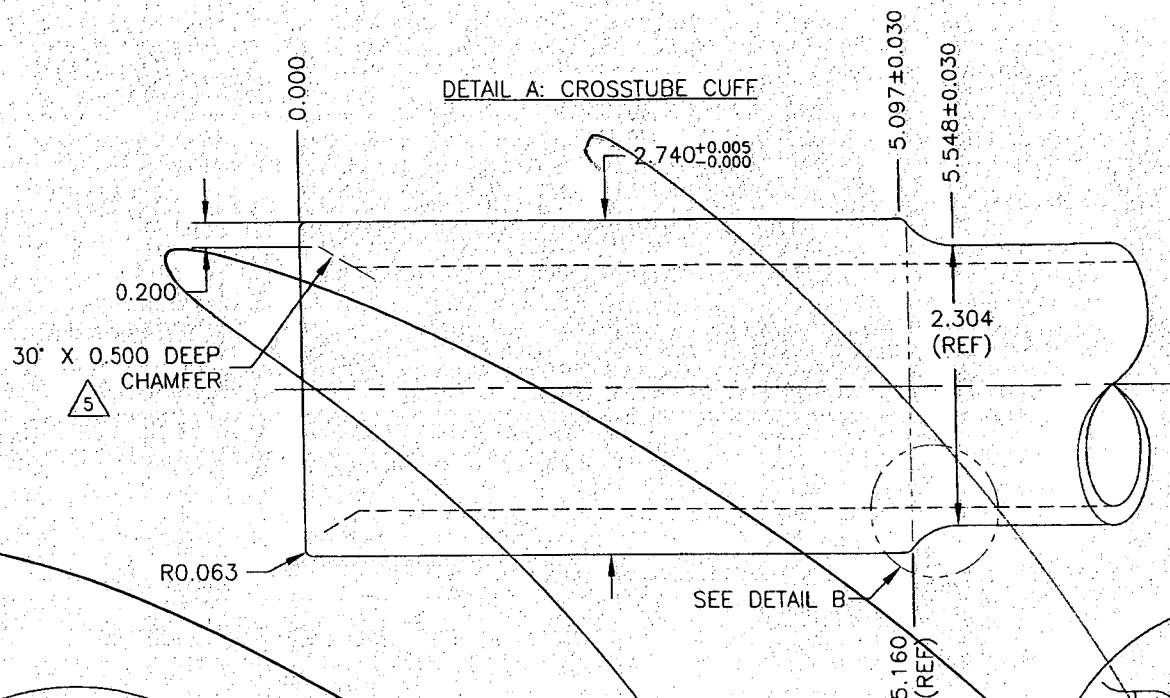 0.000
DETAIL A: CROSSTUBE CUFF
5.097±0.030
5.548±0.030
2.740+0.005
-0.000
0.200
30° X 0.500 DEEP
CHAMFER
5
2.304
(REF)
R0.063
SEE DETAIL B
5.160
(REF)